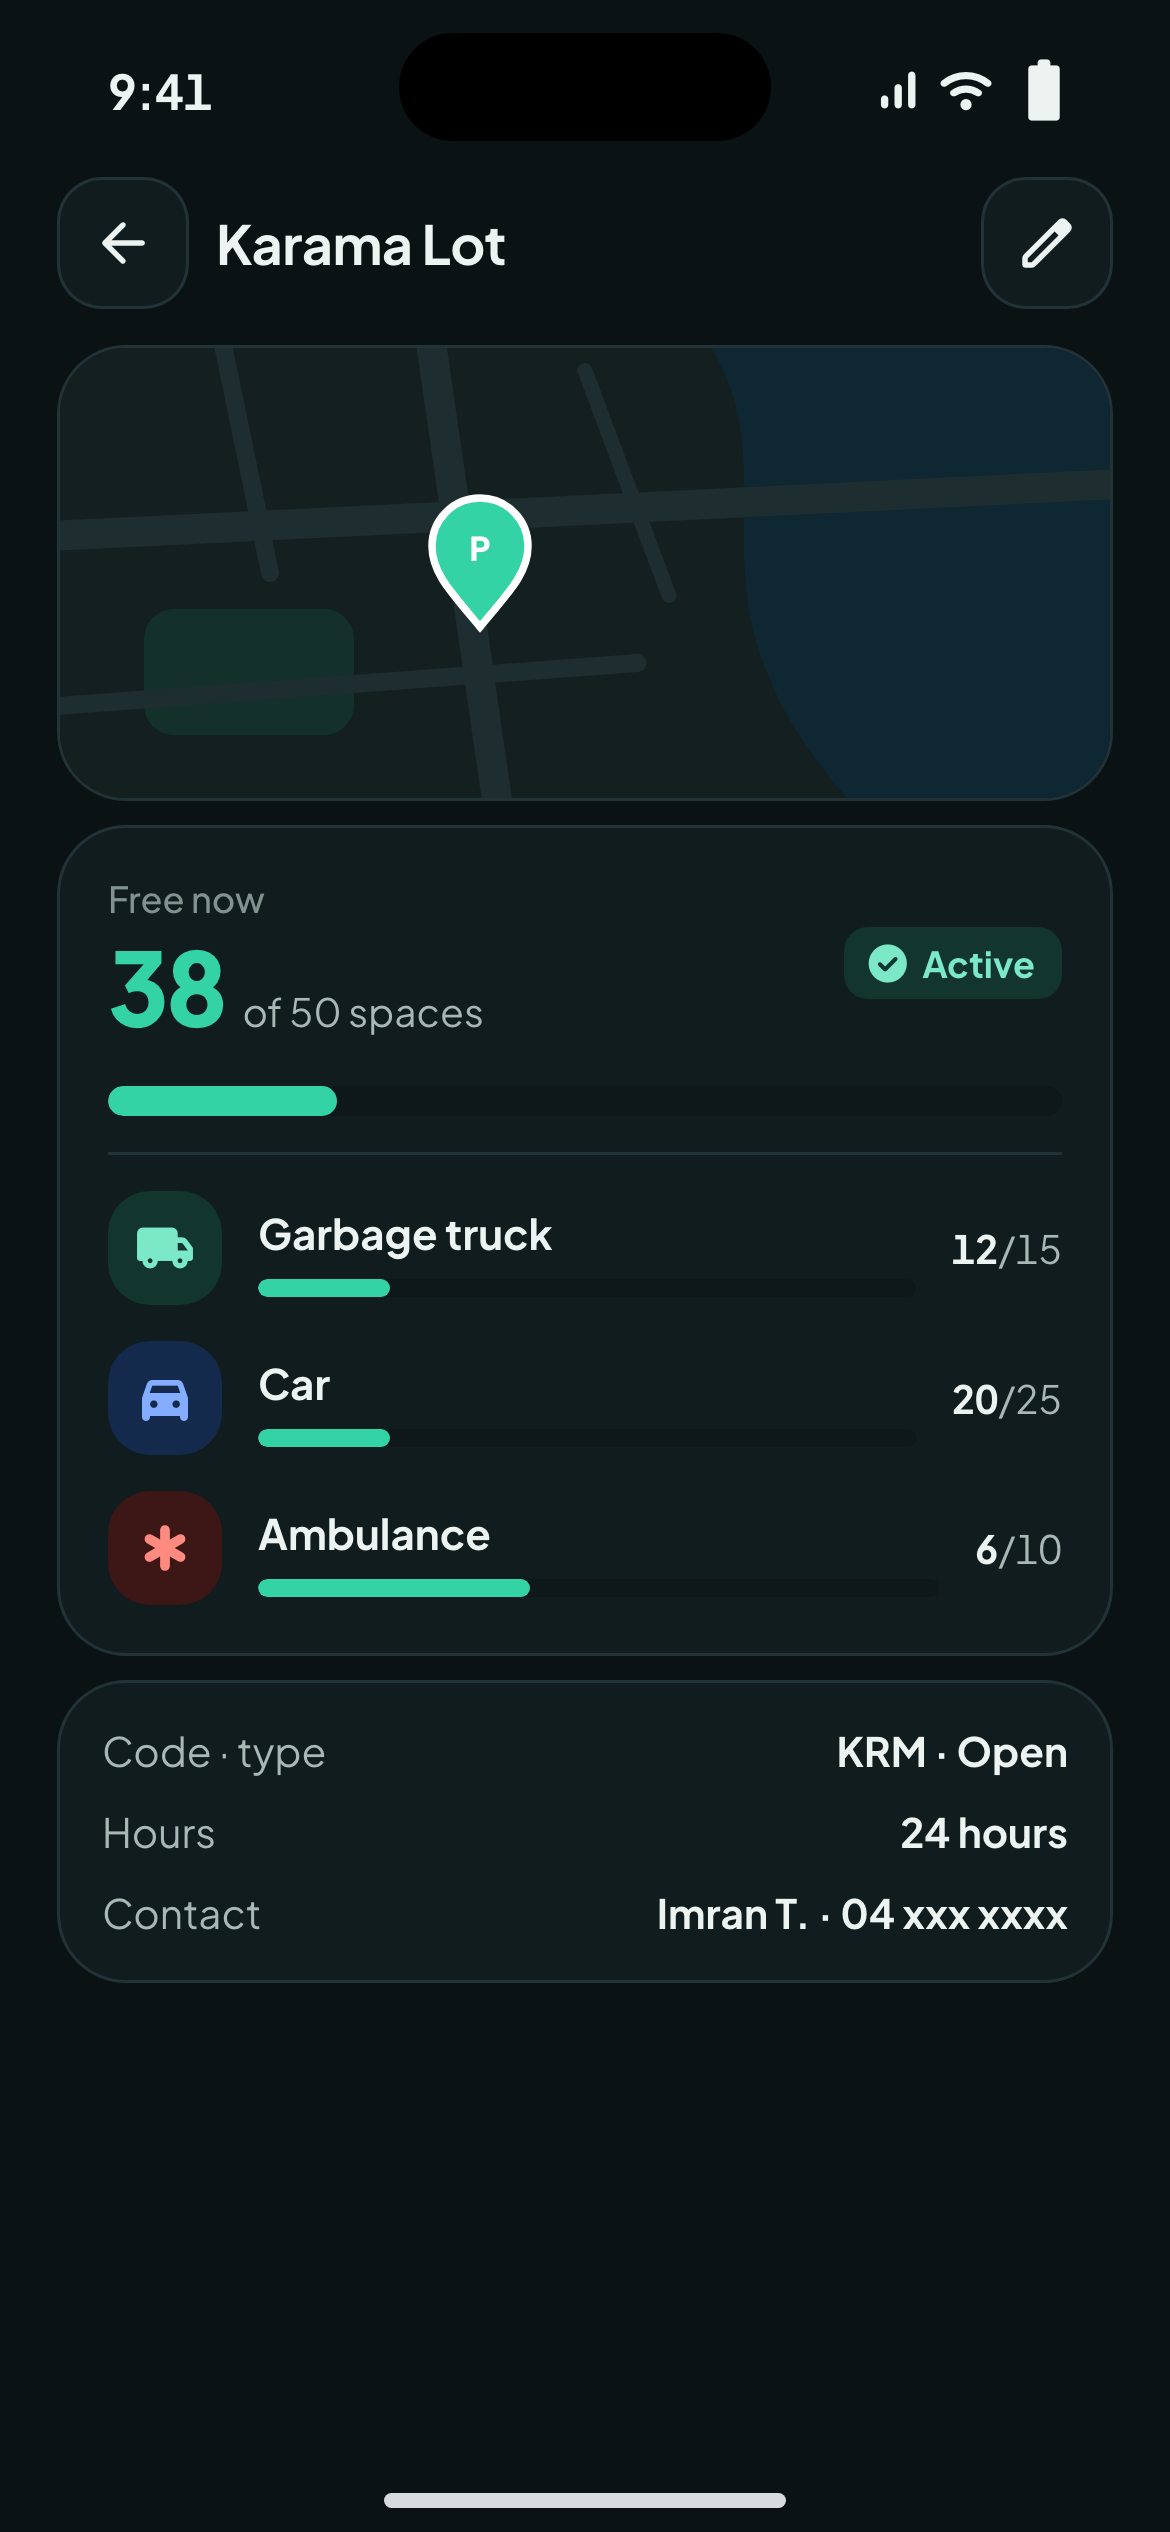 9:41
Karama Lot
P
Free now
38 of 50 spaces
Active
Garbage truck
12/15
Car
20/25
Ambulance
6/10
Code · type
KRM · Open
Hours
24 hours
Contact
Imran T. · 04 xxx xxxx